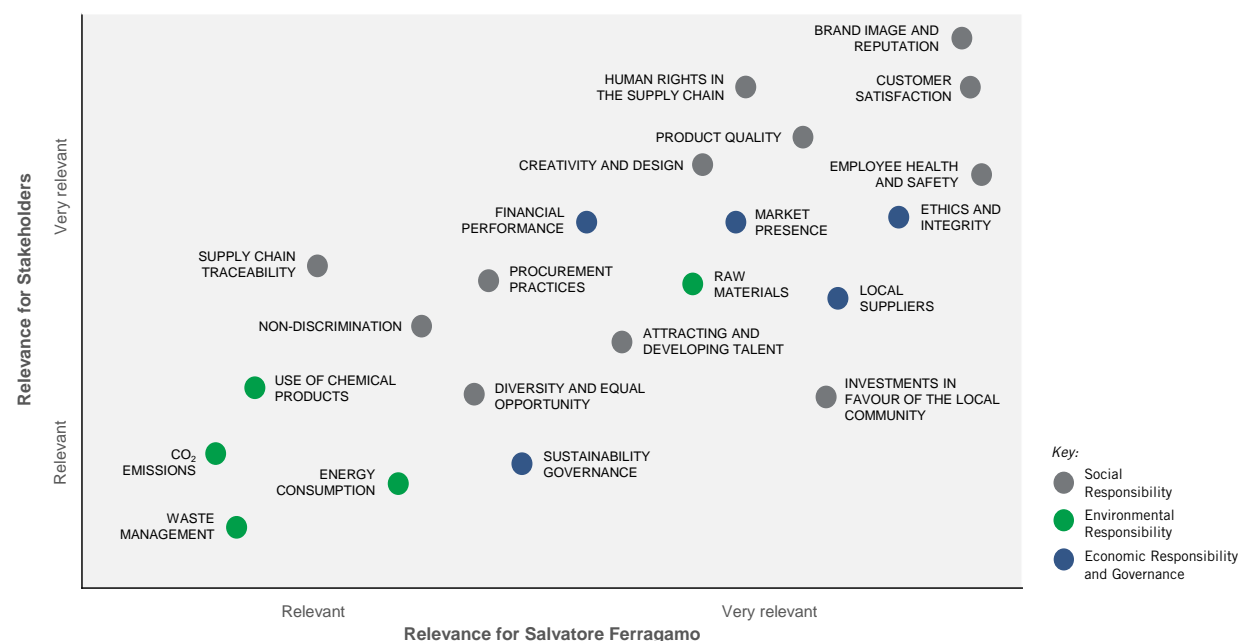 BRAND IMAGE AND
REPUTATION
HUMAN RIGHTS IN
THE SUPPLY CHAIN
CUSTOMER
SATISFACTION
PRODUCT QUALITY
CREATIVITY AND DESIGN
EMPLOYEE HEALTH
AND SAFETY
FINANCIAL
PERFORMANCE
MARKET
PRESENCE
ETHICS AND
INTEGRITY
SUPPLY CHAIN
TRACEABILITY
PROCUREMENT
PRACTICES
RAW
MATERIALS
LOCAL
SUPPLIERS
NON-DISCRIMINATION
ATTRACTING AND
DEVELOPING TALENT
USE OF CHEMICAL
PRODUCTS
DIVERSITY AND EQUAL
OPPORTUNITY
INVESTMENTS IN
FAVOUR OF THE LOCAL
COMMUNITY
CO₂
EMISSIONS
ENERGY
CONSUMPTION
SUSTAINABILITY
GOVERNANCE
WASTE
MANAGEMENT
Relevance for Stakeholders
Very relevant
Relevant
Relevant
Very relevant
Relevance for Salvatore Ferragamo
Key:
Social
Responsibility
Environmental
Responsibility
Economic Responsibility
and Governance